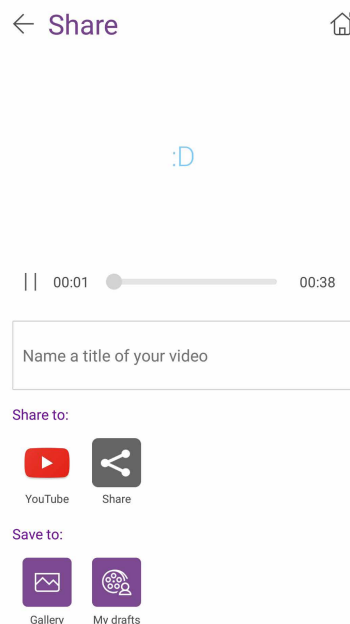 Share
:D
00:01
00:38
Name a title of your video
Share to:
YouTube
Share
Save to:
Gallery
My drafts